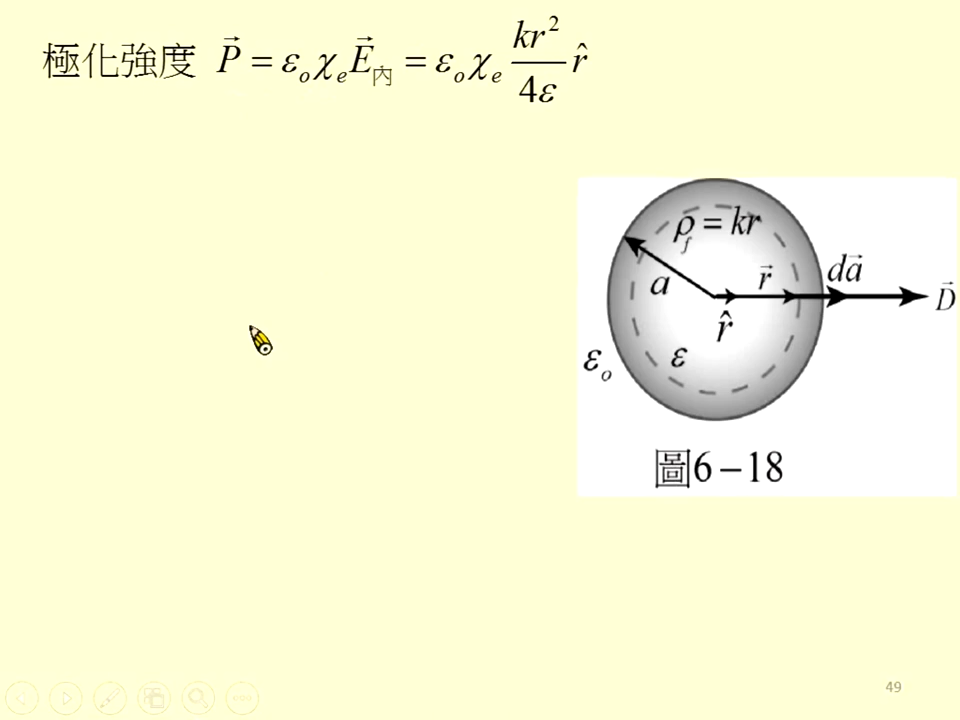 極化強度 $\vec{P} = \varepsilon_o \chi_e \vec{E}_{內} = \varepsilon_o \chi_e \frac{kr^2}{4\varepsilon} \hat{r}$
$\rho_f = kr$
$d\vec{a}$
$a$ $\vec{r}$ $\vec{D}$
$\hat{r}$
$\varepsilon_o$ $\varepsilon$
圖6－18
49